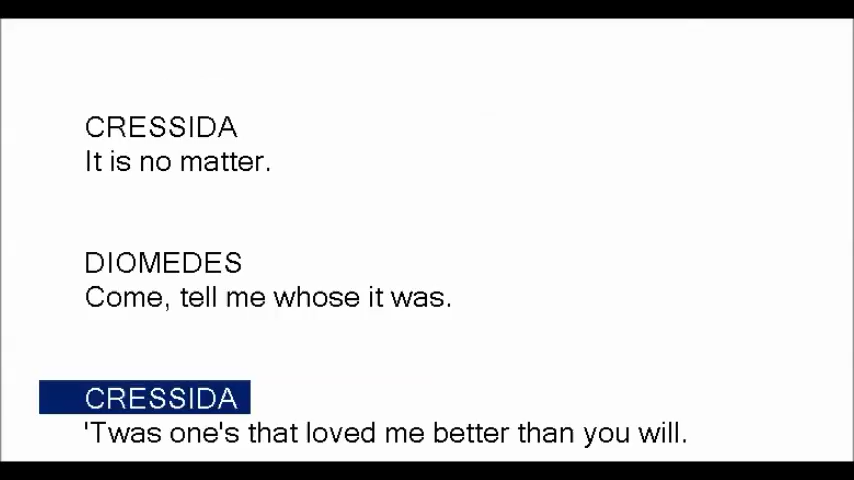 CRESSIDA
It is no matter.
DIOMEDES
Come, tell me whose it was.
CRESSIDA
'Twas one's that loved me better than you will.